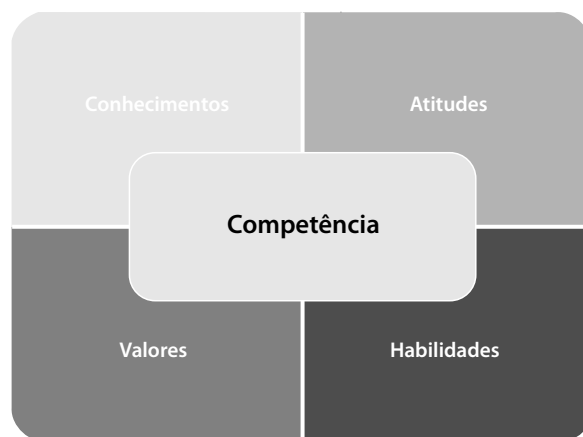 Conhecimentos
Atitudes
Competência
Valores
Habilidades